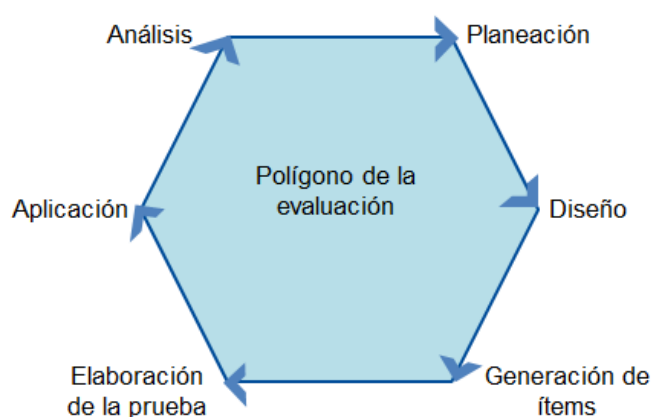 Análisis
Planeación
Polígono de la
evaluación
Aplicación
Diseño
Elaboración
de la prueba
Generación de
ítems